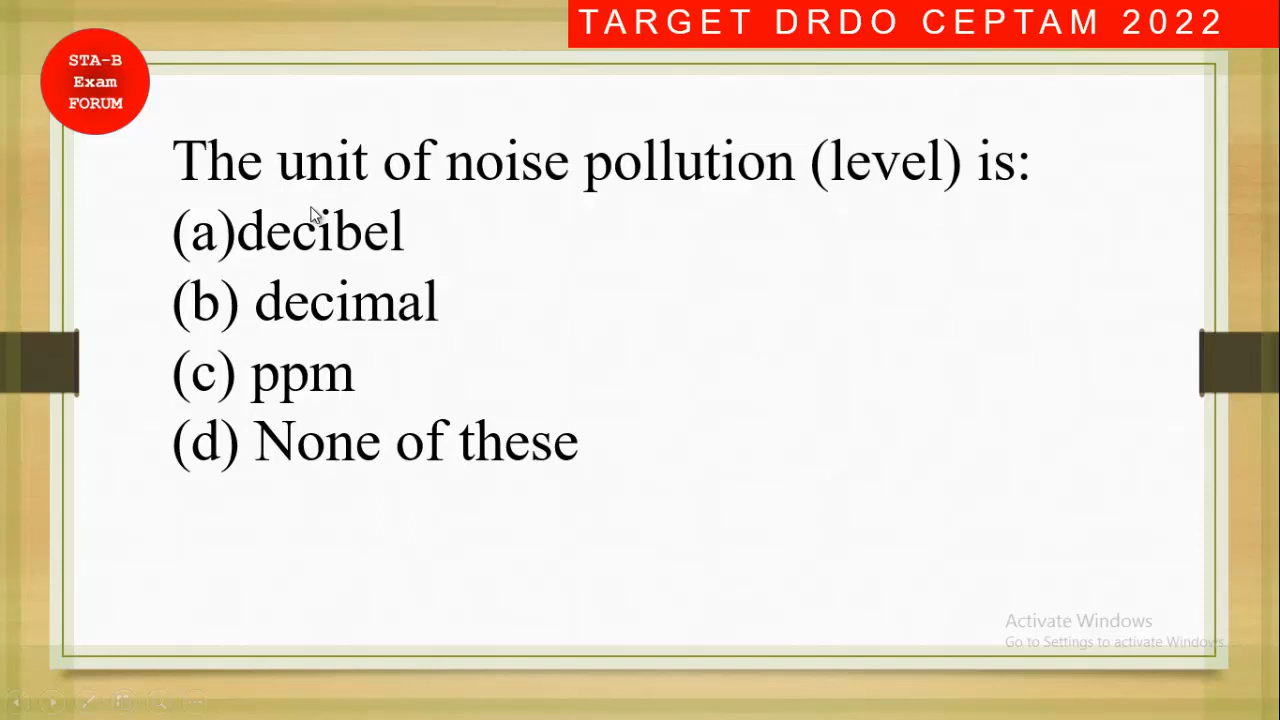 TARGET DRDO CEPTAM 2022
STA-B
Exam
FORUM
The unit of noise pollution (level) is:
(a)decibel
(b) decimal
(c) ppm
(d) None of these
Activate Windows
Go to Settings to activate Windows.